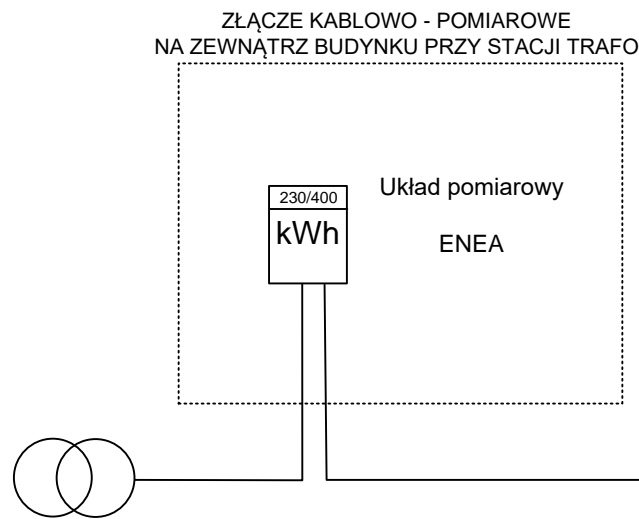 ZŁĄCZE KABLOWO - POMIAROWE
NA ZEWNĄTRZ BUDYNKU PRZY STACJI TRAFO
230/400
kWh
Układ pomiarowy
ENEA